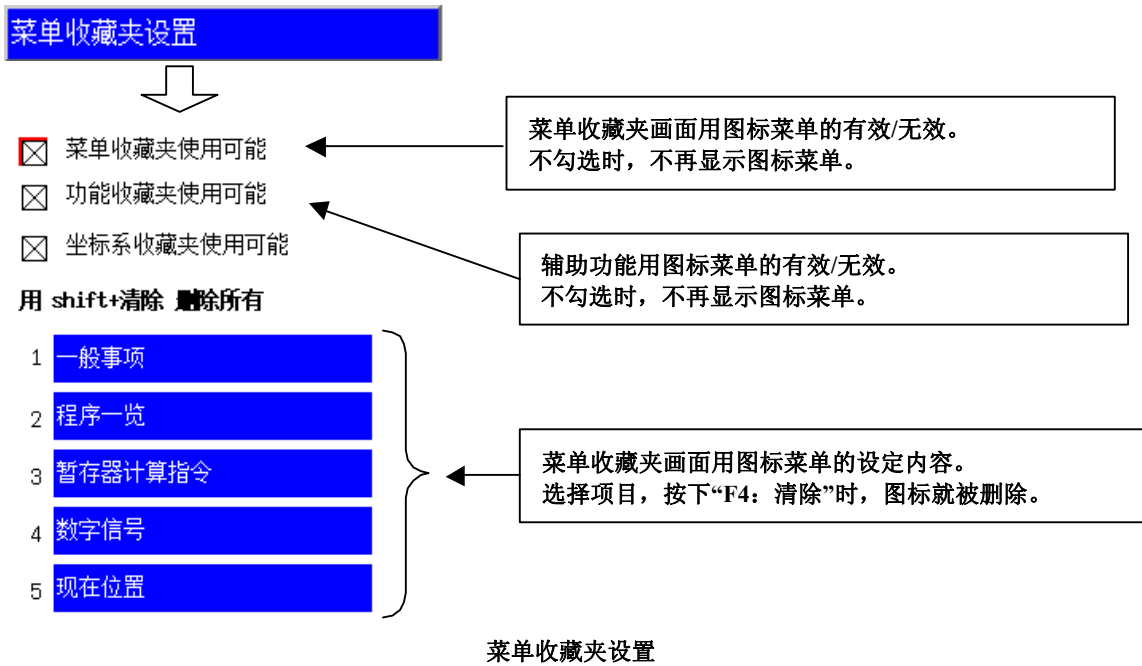 菜单收藏夹设置
菜单收藏夹使用可能
菜单收藏夹画面用图标菜单的有效/无效。
不勾选时，不再显示图标菜单。
功能收藏夹使用可能
坐标系收藏夹使用可能
辅助功能用图标菜单的有效/无效。
不勾选时，不再显示图标菜单。
用 shift+清除 删除所有
1 一般事项
2 程序一览
3 暂存器计算指令
4 数字信号
5 现在位置
菜单收藏夹画面用图标菜单的设定内容。
选择项目，按下“F4：清除”时，图标就被删除。
菜单收藏夹设置